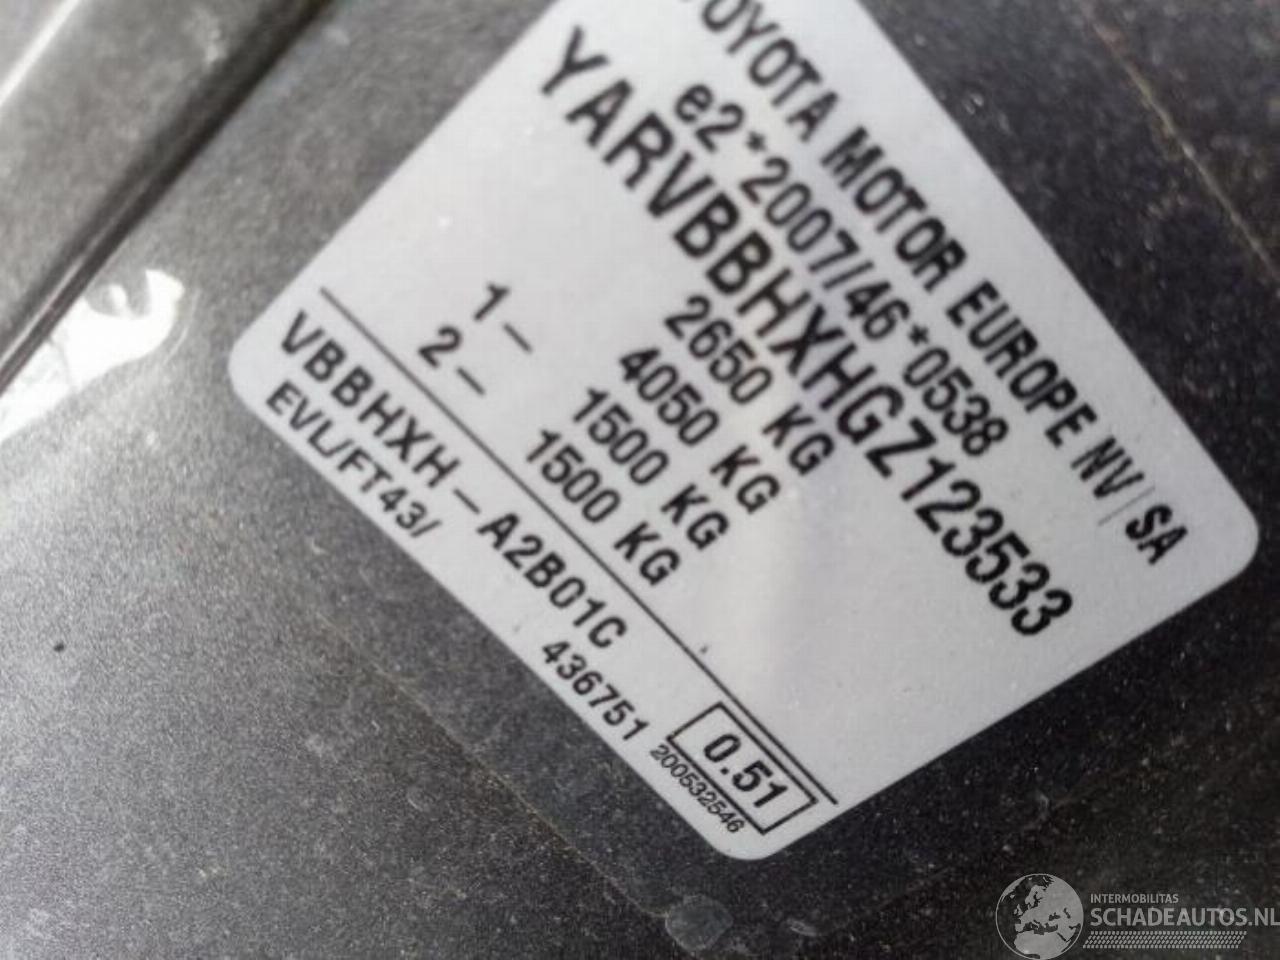 TOYOTA MOTOR EUROPE NV/SA
e2*2007/46*0538
YARVBBHXHGZ123533
2650 KG
4050 KG
1- 1500 KG
2- 1500 KG
VBBHXH-A2B01C
EVL/FT43/ 436751
0.51
200532546
INTERMOBILITAS
SCHADEAUTOS.NL